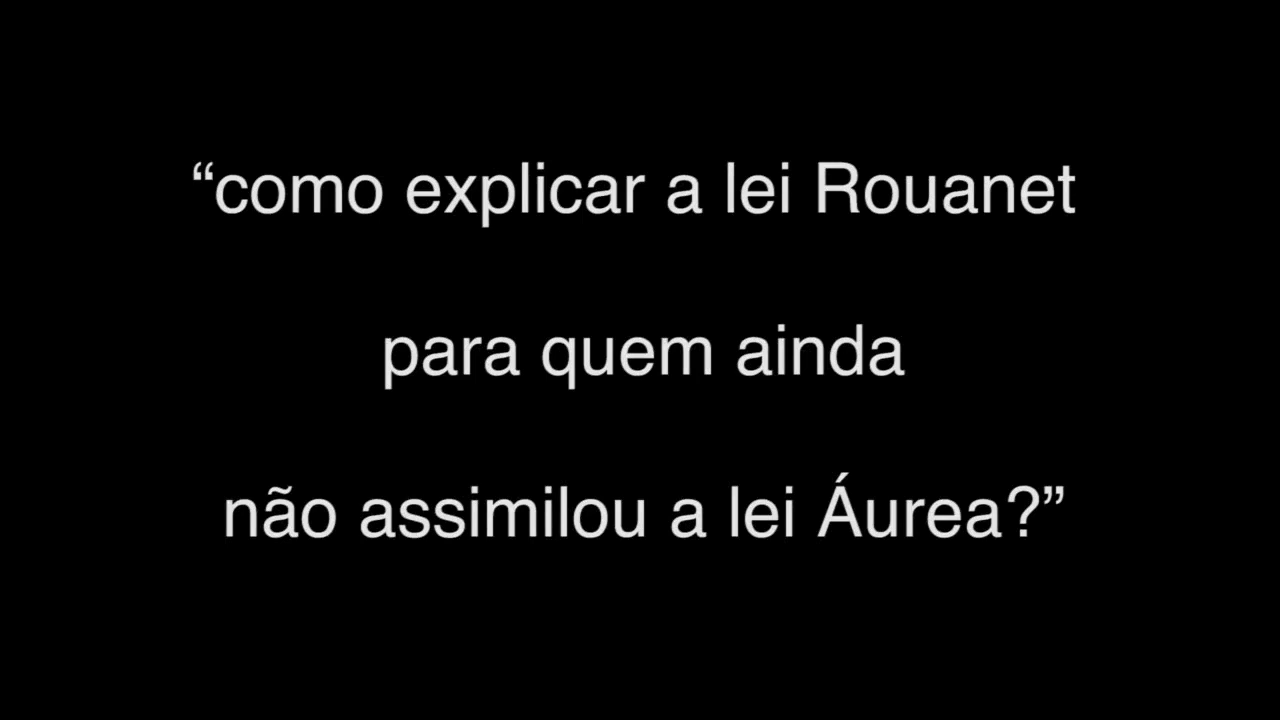 “como explicar a lei Rouanet
para quem ainda
não assimilou a lei Áurea?”